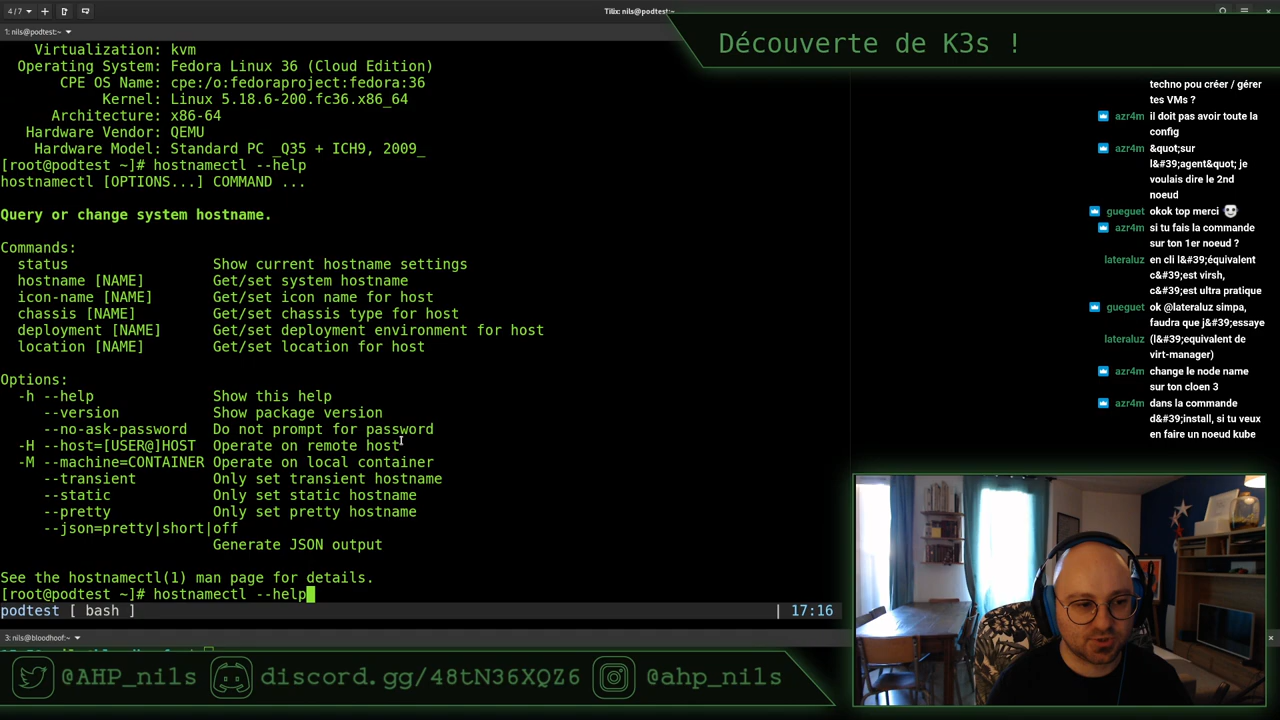 4 / 7
Tilix: nils@podtest:~
1: nils@podtest:~
Découverte de K3s !
Virtualization: kvm
Operating System: Fedora Linux 36 (Cloud Edition)
CPE OS Name: cpe:/o:fedoraproject:fedora:36
Kernel: Linux 5.18.6-200.fc36.x86_64
Architecture: x86-64
Hardware Vendor: QEMU
Hardware Model: Standard PC _Q35 + ICH9, 2009_
[root@podtest ~]# hostnamectl --help
hostnamectl [OPTIONS...] COMMAND ...
Query or change system hostname.
Commands:
status Show current hostname settings
hostname [NAME] Get/set system hostname
icon-name [NAME] Get/set icon name for host
chassis [NAME] Get/set chassis type for host
deployment [NAME] Get/set deployment environment for host
location [NAME] Get/set location for host
Options:
-h --help Show this help
--version Show package version
--no-ask-password Do not prompt for password
-H --host=[USER@]HOST Operate on remote host
-M --machine=CONTAINER Operate on local container
--transient Only set transient hostname
--static Only set static hostname
--pretty Only set pretty hostname
--json=pretty|short|off
Generate JSON output
See the hostnamectl(1) man page for details.
[root@podtest ~]# hostnamectl --help
podtest [ bash ] | 17:16
3: nils@bloodhoof:~
techno pou créer / gérer
tes VMs ?
azr4m il doit pas avoir toute la
config
azr4m &quot;sur
l&#39;agent&quot; je
voulais dire le 2nd
noeud
gueguet okok top merci
azr4m si tu fais la commande
sur ton 1er noeud ?
lateraluz en cli l&#39;équivalent
c&#39;est virsh,
c&#39;est ultra pratique
gueguet ok @lateraluz simpa,
faudra que j&#39;essaye
lateraluz (l&#39;equivalent de
virt-manager)
azr4m change le node name
sur ton cloen 3
azr4m dans la commande
d&#39;install, si tu veux
en faire un noeud kube
@AHP_nils
discord.gg/48tN36XQZ6
@ahp_nils